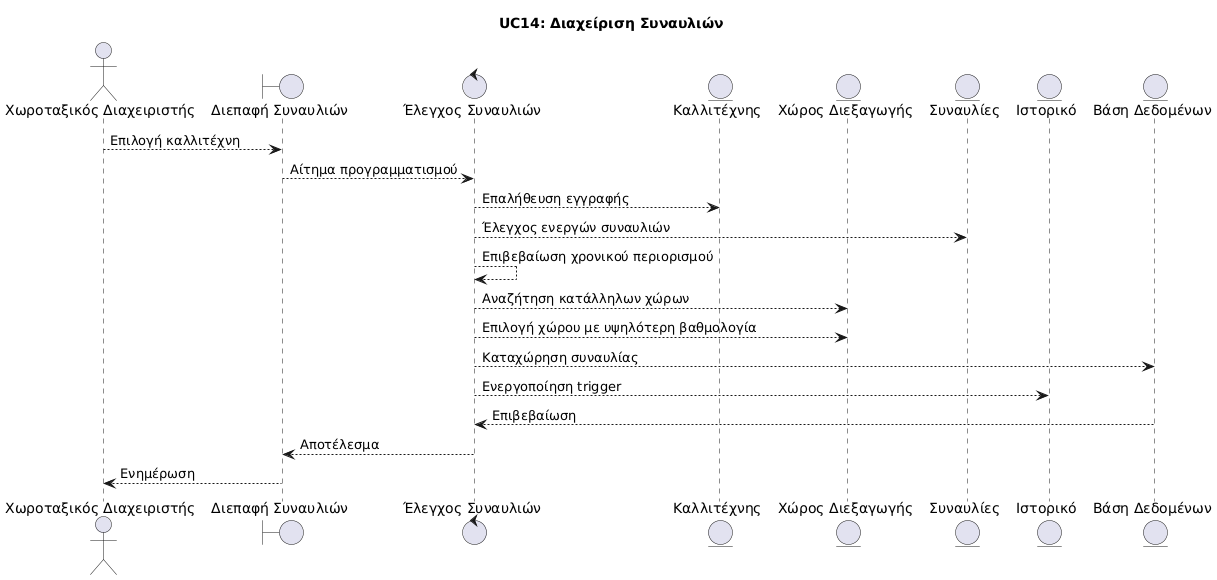 UC14: Διαχείριση Συναυλιών
Χωροταξικός Διαχειριστής Διεπαφή Συναυλιών Έλεγχος Συναυλιών Καλλιτέχνης Χώρος Διεξαγωγής Συναυλίες Ιστορικό Βάση Δεδομένων
Επιλογή καλλιτέχνη
Αίτημα προγραμματισμού
Επαλήθευση εγγραφής
Έλεγχος ενεργών συναυλιών
Επιβεβαίωση χρονικού περιορισμού
Αναζήτηση κατάλληλων χώρων
Επιλογή χώρου με υψηλότερη βαθμολογία
Καταχώρηση συναυλίας
Ενεργοποίηση trigger
Επιβεβαίωση
Αποτέλεσμα
Ενημέρωση
Χωροταξικός Διαχειριστής Διεπαφή Συναυλιών Έλεγχος Συναυλιών Καλλιτέχνης Χώρος Διεξαγωγής Συναυλίες Ιστορικό Βάση Δεδομένων